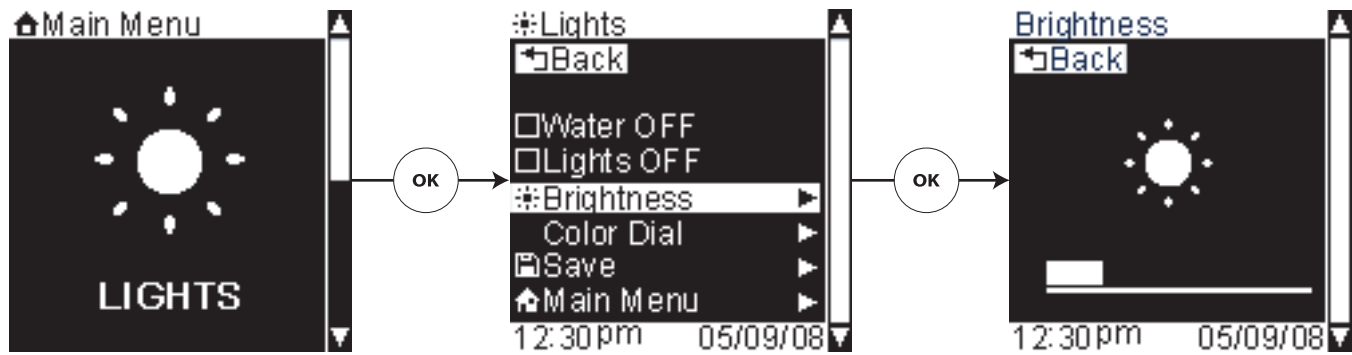 Main Menu
LIGHTS
OK
Lights
Back
Water OFF
Lights OFF
Brightness
Color Dial
Save
Main Menu
12:30pm 05/09/08
OK
Brightness
Back
12:30pm 05/09/08